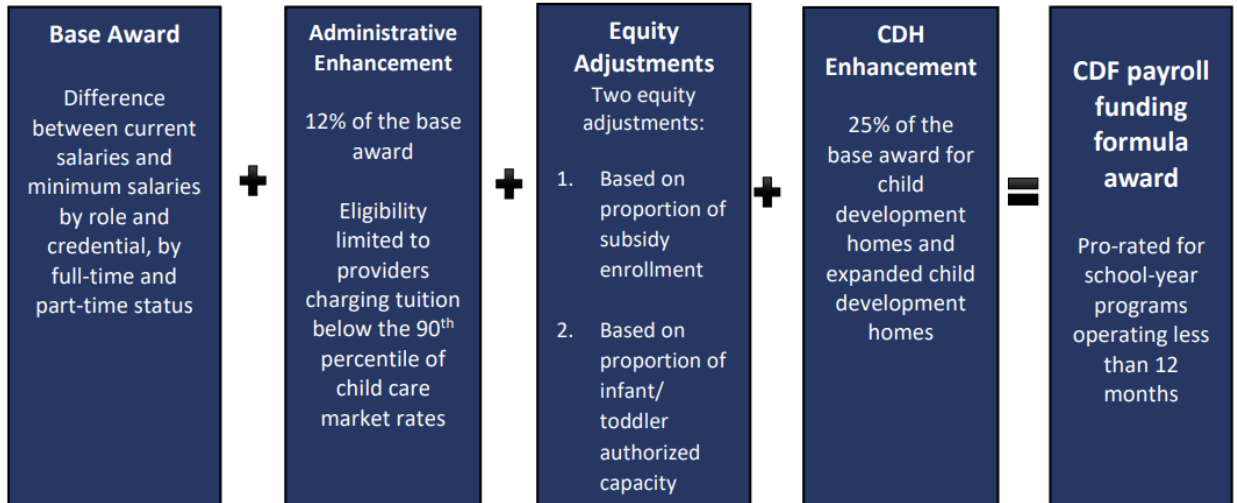 Base Award
Difference
between current
salaries and
minimum salaries
by role and
credential, by
full-time and
part-time status
+
Administrative
Enhancement
12% of the base
award
Eligibility
limited to
providers
charging tuition
below the 90th
percentile of
child care
market rates
+
Equity
Adjustments
Two equity
adjustments:
1. Based on
proportion of
subsidy
enrollment
2. Based on
proportion of
infant/
toddler
authorized
capacity
+
CDH
Enhancement
25% of the
base award for
child
development
homes and
expanded child
development
homes
=
CDF payroll
funding
formula
award
Pro-rated for
school-year
programs
operating less
than 12
months